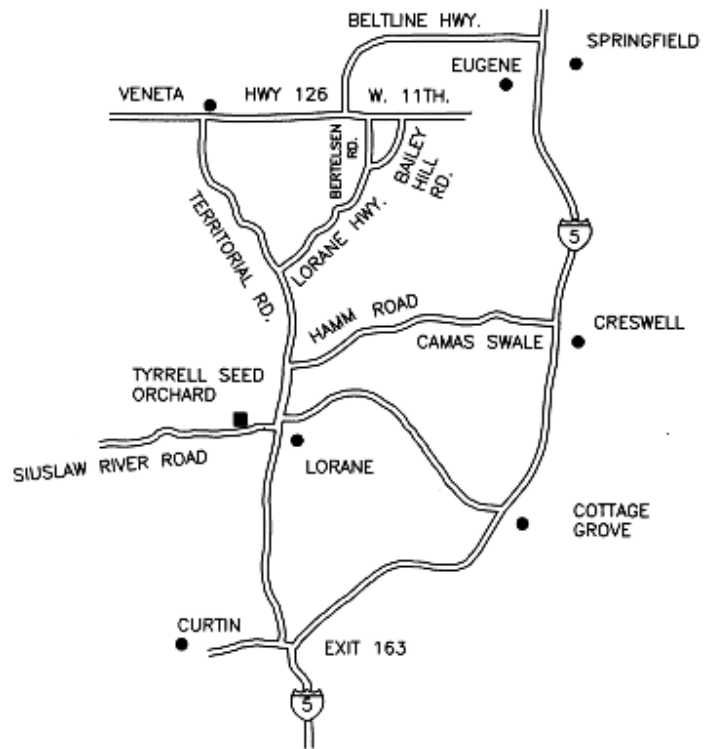 BELTLINE HWY.
SPRINGFIELD
EUGENE
VENETA
HWY 126
W. 11TH.
BERTELSEN
RD.
BAILEY
HILL
RD.
TERRITORIAL RD.
LORANE HWY.
5
HAMM ROAD
CAMAS SWALE
CRESWELL
TYRRELL SEED
ORCHARD
SIUSLAW RIVER ROAD
LORANE
COTTAGE
GROVE
CURTIN
EXIT 163
5